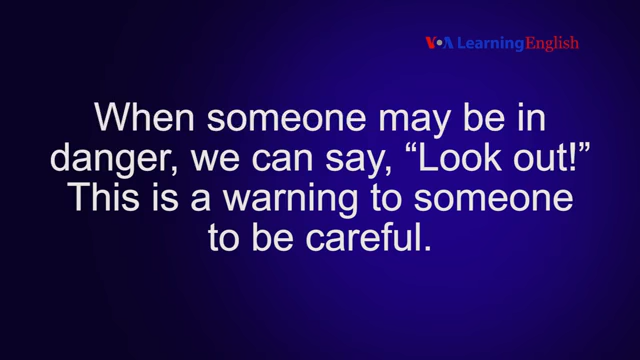 VOA Learning English
When someone may be in
danger, we can say, “Look out!”
This is a warning to someone
to be careful.